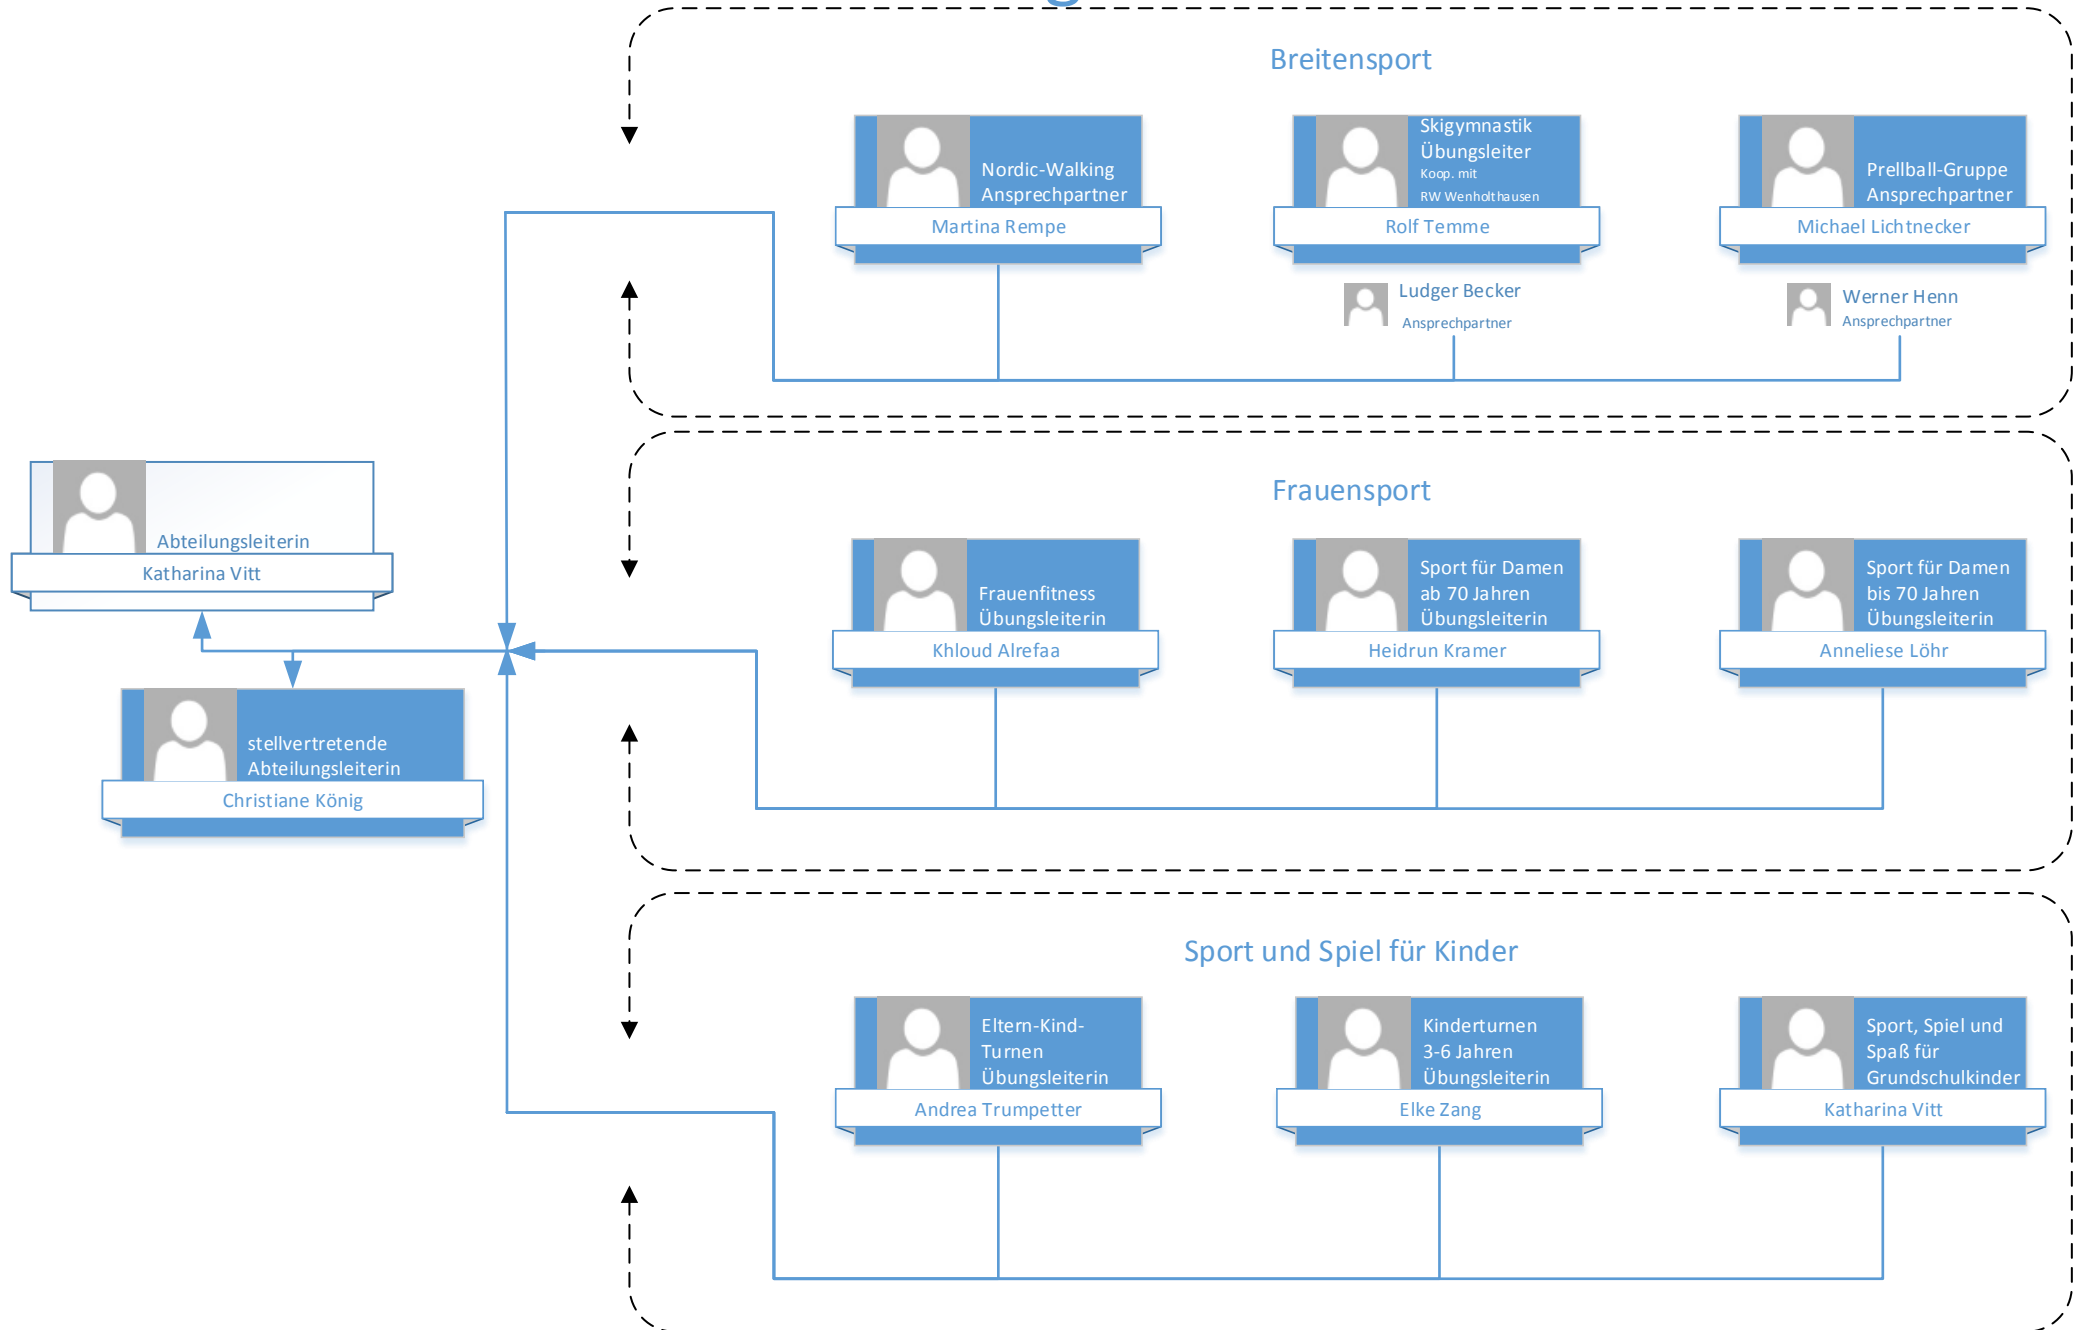 Breitensport
Nordic-Walking
Ansprechpartner
Martina Rempe
Skigymnastik
Übungsleiter
Koop. mit
RW Wenholthausen
Rolf Temme
Prellball-Gruppe
Ansprechpartner
Michael Lichtnecker
Ludger Becker
Ansprechpartner
Werner Henn
Ansprechpartner
Abteilungsleiterin
Katharina Vitt
stellvertretende
Abteilungsleiterin
Christiane König
Frauensport
Frauenfitness
Übungsleiterin
Khloud Alrefaa
Sport für Damen
ab 70 Jahren
Übungsleiterin
Heidrun Kramer
Sport für Damen
bis 70 Jahren
Übungsleiterin
Anneliese Löhr
Sport und Spiel für Kinder
Eltern-Kind-
Turnen
Übungsleiterin
Andrea Trumpetter
Kinderturnen
3-6 Jahren
Übungsleiterin
Elke Zang
Sport, Spiel und
Spaß für
Grundschulkinder
Katharina Vitt